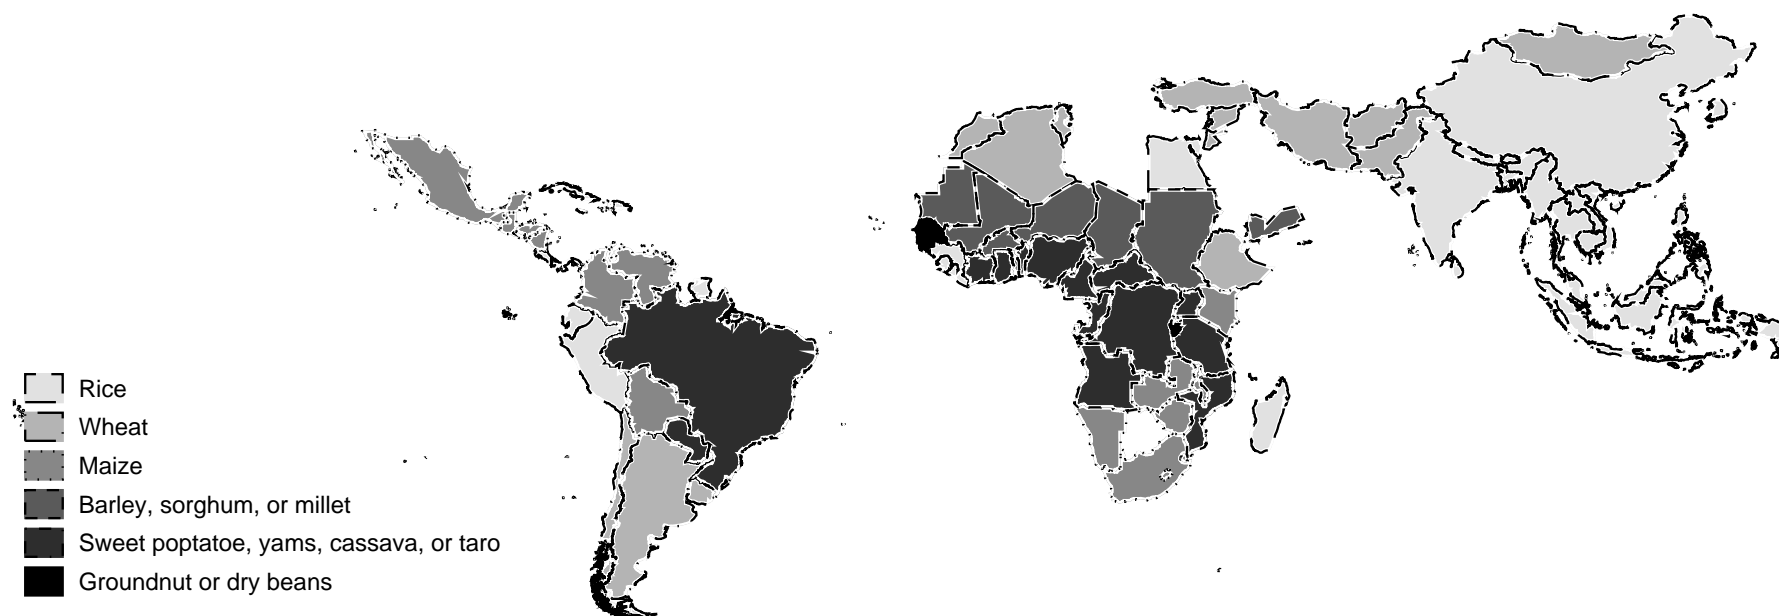 Rice
Wheat
Maize
Barley, sorghum, or millet
Sweet poptatoe, yams, cassava, or taro
Groundnut or dry beans